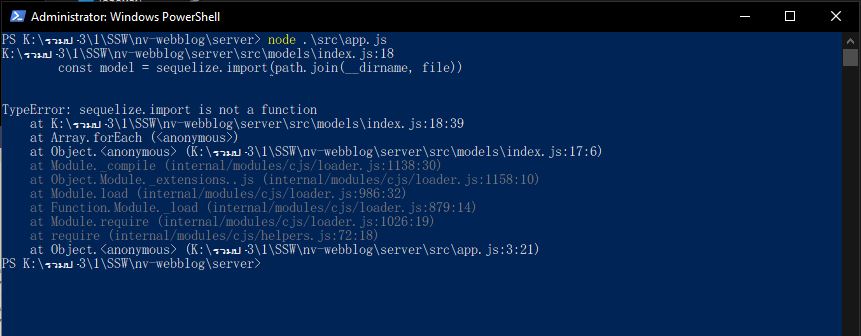 Administrator: Windows PowerShell
PS K:\รวมป-3\1\SSW\nv-webblog\server> node .\src\app.js
K:\รวมป-3\1\SSW\nv-webblog\server\src\models\index.js:18
const model = sequelize.import(path.join(__dirname, file))
TypeError: sequelize.import is not a function
at K:\รวมป-3\1\SSW\nv-webblog\server\src\models\index.js:18:39
at Array.forEach (<anonymous>)
at Object.<anonymous> (K:\รวมป-3\1\SSW\nv-webblog\server\src\models\index.js:17:6)
at Module._compile (internal/modules/cjs/loader.js:1138:30)
at Object.Module._extensions..js (internal/modules/cjs/loader.js:1158:10)
at Module.load (internal/modules/cjs/loader.js:986:32)
at Function.Module._load (internal/modules/cjs/loader.js:879:14)
at Module.require (internal/modules/cjs/loader.js:1026:19)
at require (internal/modules/cjs/helpers.js:72:18)
at Object.<anonymous> (K:\รวมป-3\1\SSW\nv-webblog\server\src\app.js:3:21)
PS K:\รวมป-3\1\SSW\nv-webblog\server>